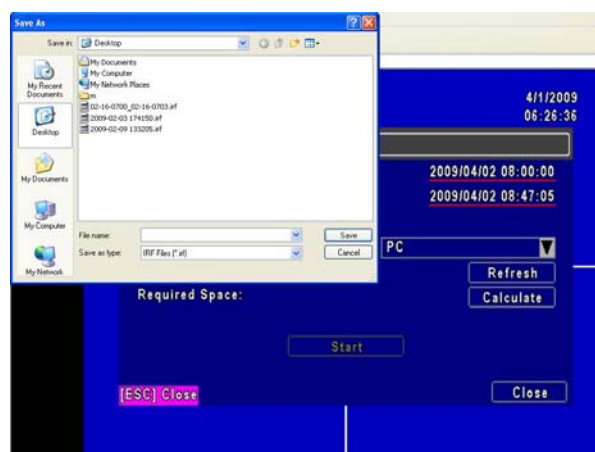 Save As
Save in: Desktop
My Recent Documents
Desktop
My Documents
My Computer
My Network
My Documents
My Computer
My Network Places
m
02-16-0700_02-16-0703.irf
2009-02-03 174150.irf
2009-02-09 133205.irf
File name:
Save
Save as type: IRF Files (*.irf)
Cancel
4/1/2009
06:26:36
2009/04/02 08:00:00
2009/04/02 08:47:05
PC
Refresh
Required Space:
Calculate
Start
[ESC] Close
Close